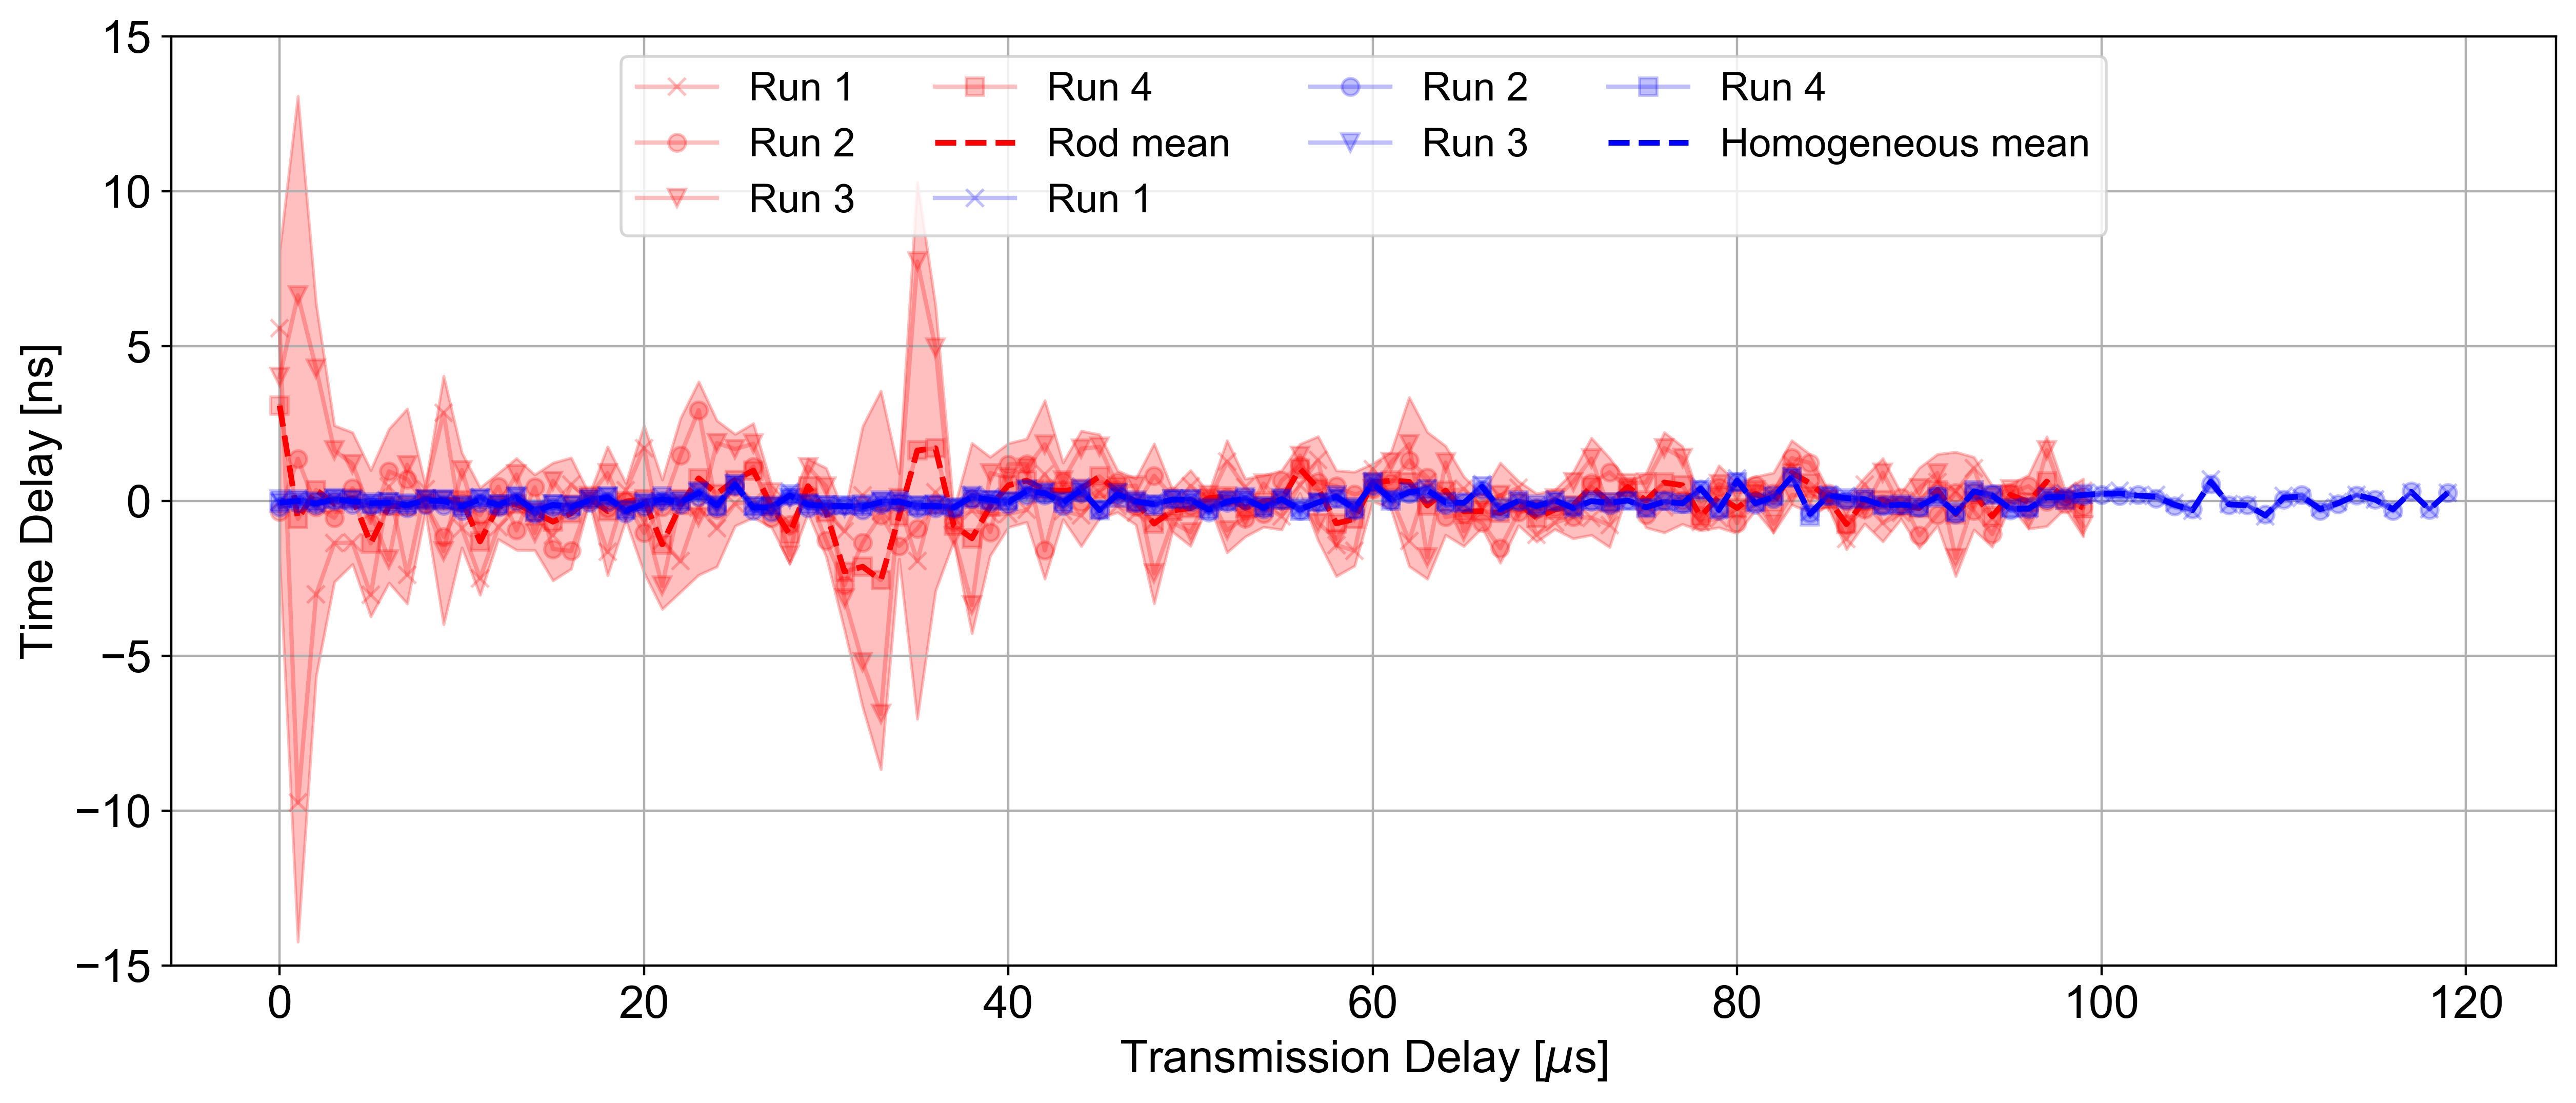 15
10
5
0
−5
−10
−15
Time Delay [ns]
Run 1
Run 2
Run 3
Run 4
Rod mean
Run 1
Run 2
Run 3
Run 4
Homogeneous mean
0 20 40 60 80 100 120
Transmission Delay [μs]